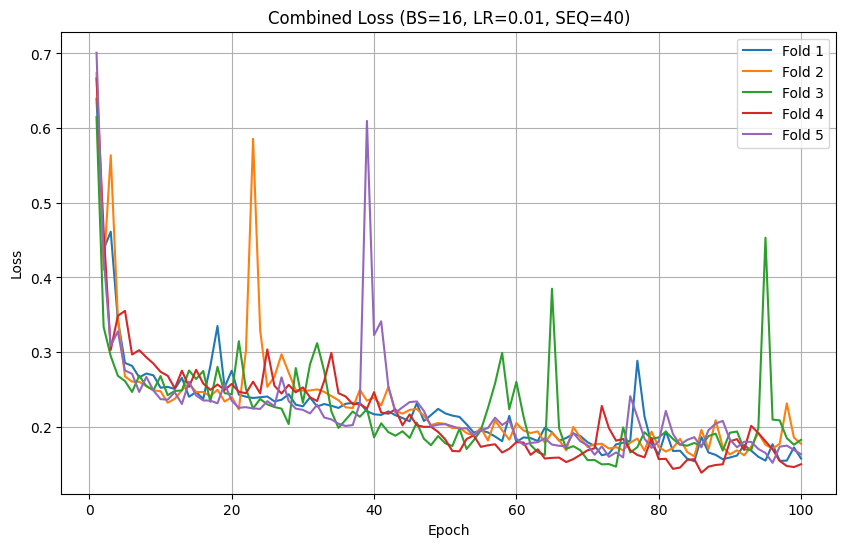 Combined Loss (BS=16, LR=0.01, SEQ=40)
Fold 1
Fold 2
Fold 3
Fold 4
Fold 5
Loss
0.7
0.6
0.5
0.4
0.3
0.2
0 20 40 60 80 100
Epoch